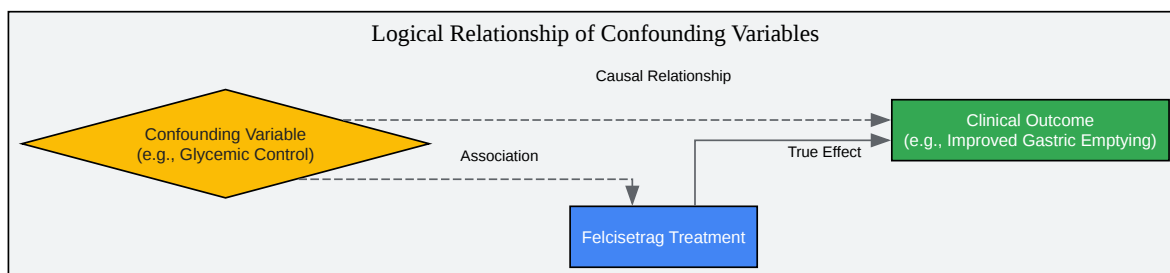 Logical Relationship of Confounding Variables
Causal Relationship
Confounding Variable
(e.g., Glycemic Control)
Clinical Outcome
(e.g., Improved Gastric Emptying)
Association
True Effect
Felcisetrag Treatment